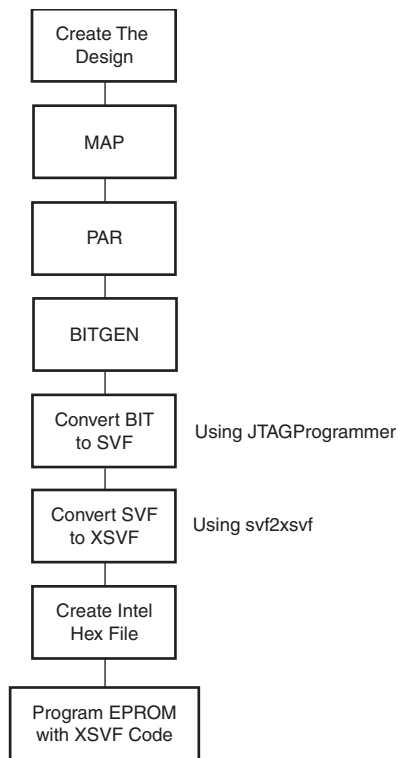 Create The
Design
MAP
PAR
BITGEN
Convert BIT
to SVF
Using JTAGProgrammer
Convert SVF
to XSVF
Using svf2xsvf
Create Intel
Hex File
Program EPROM
with XSVF Code